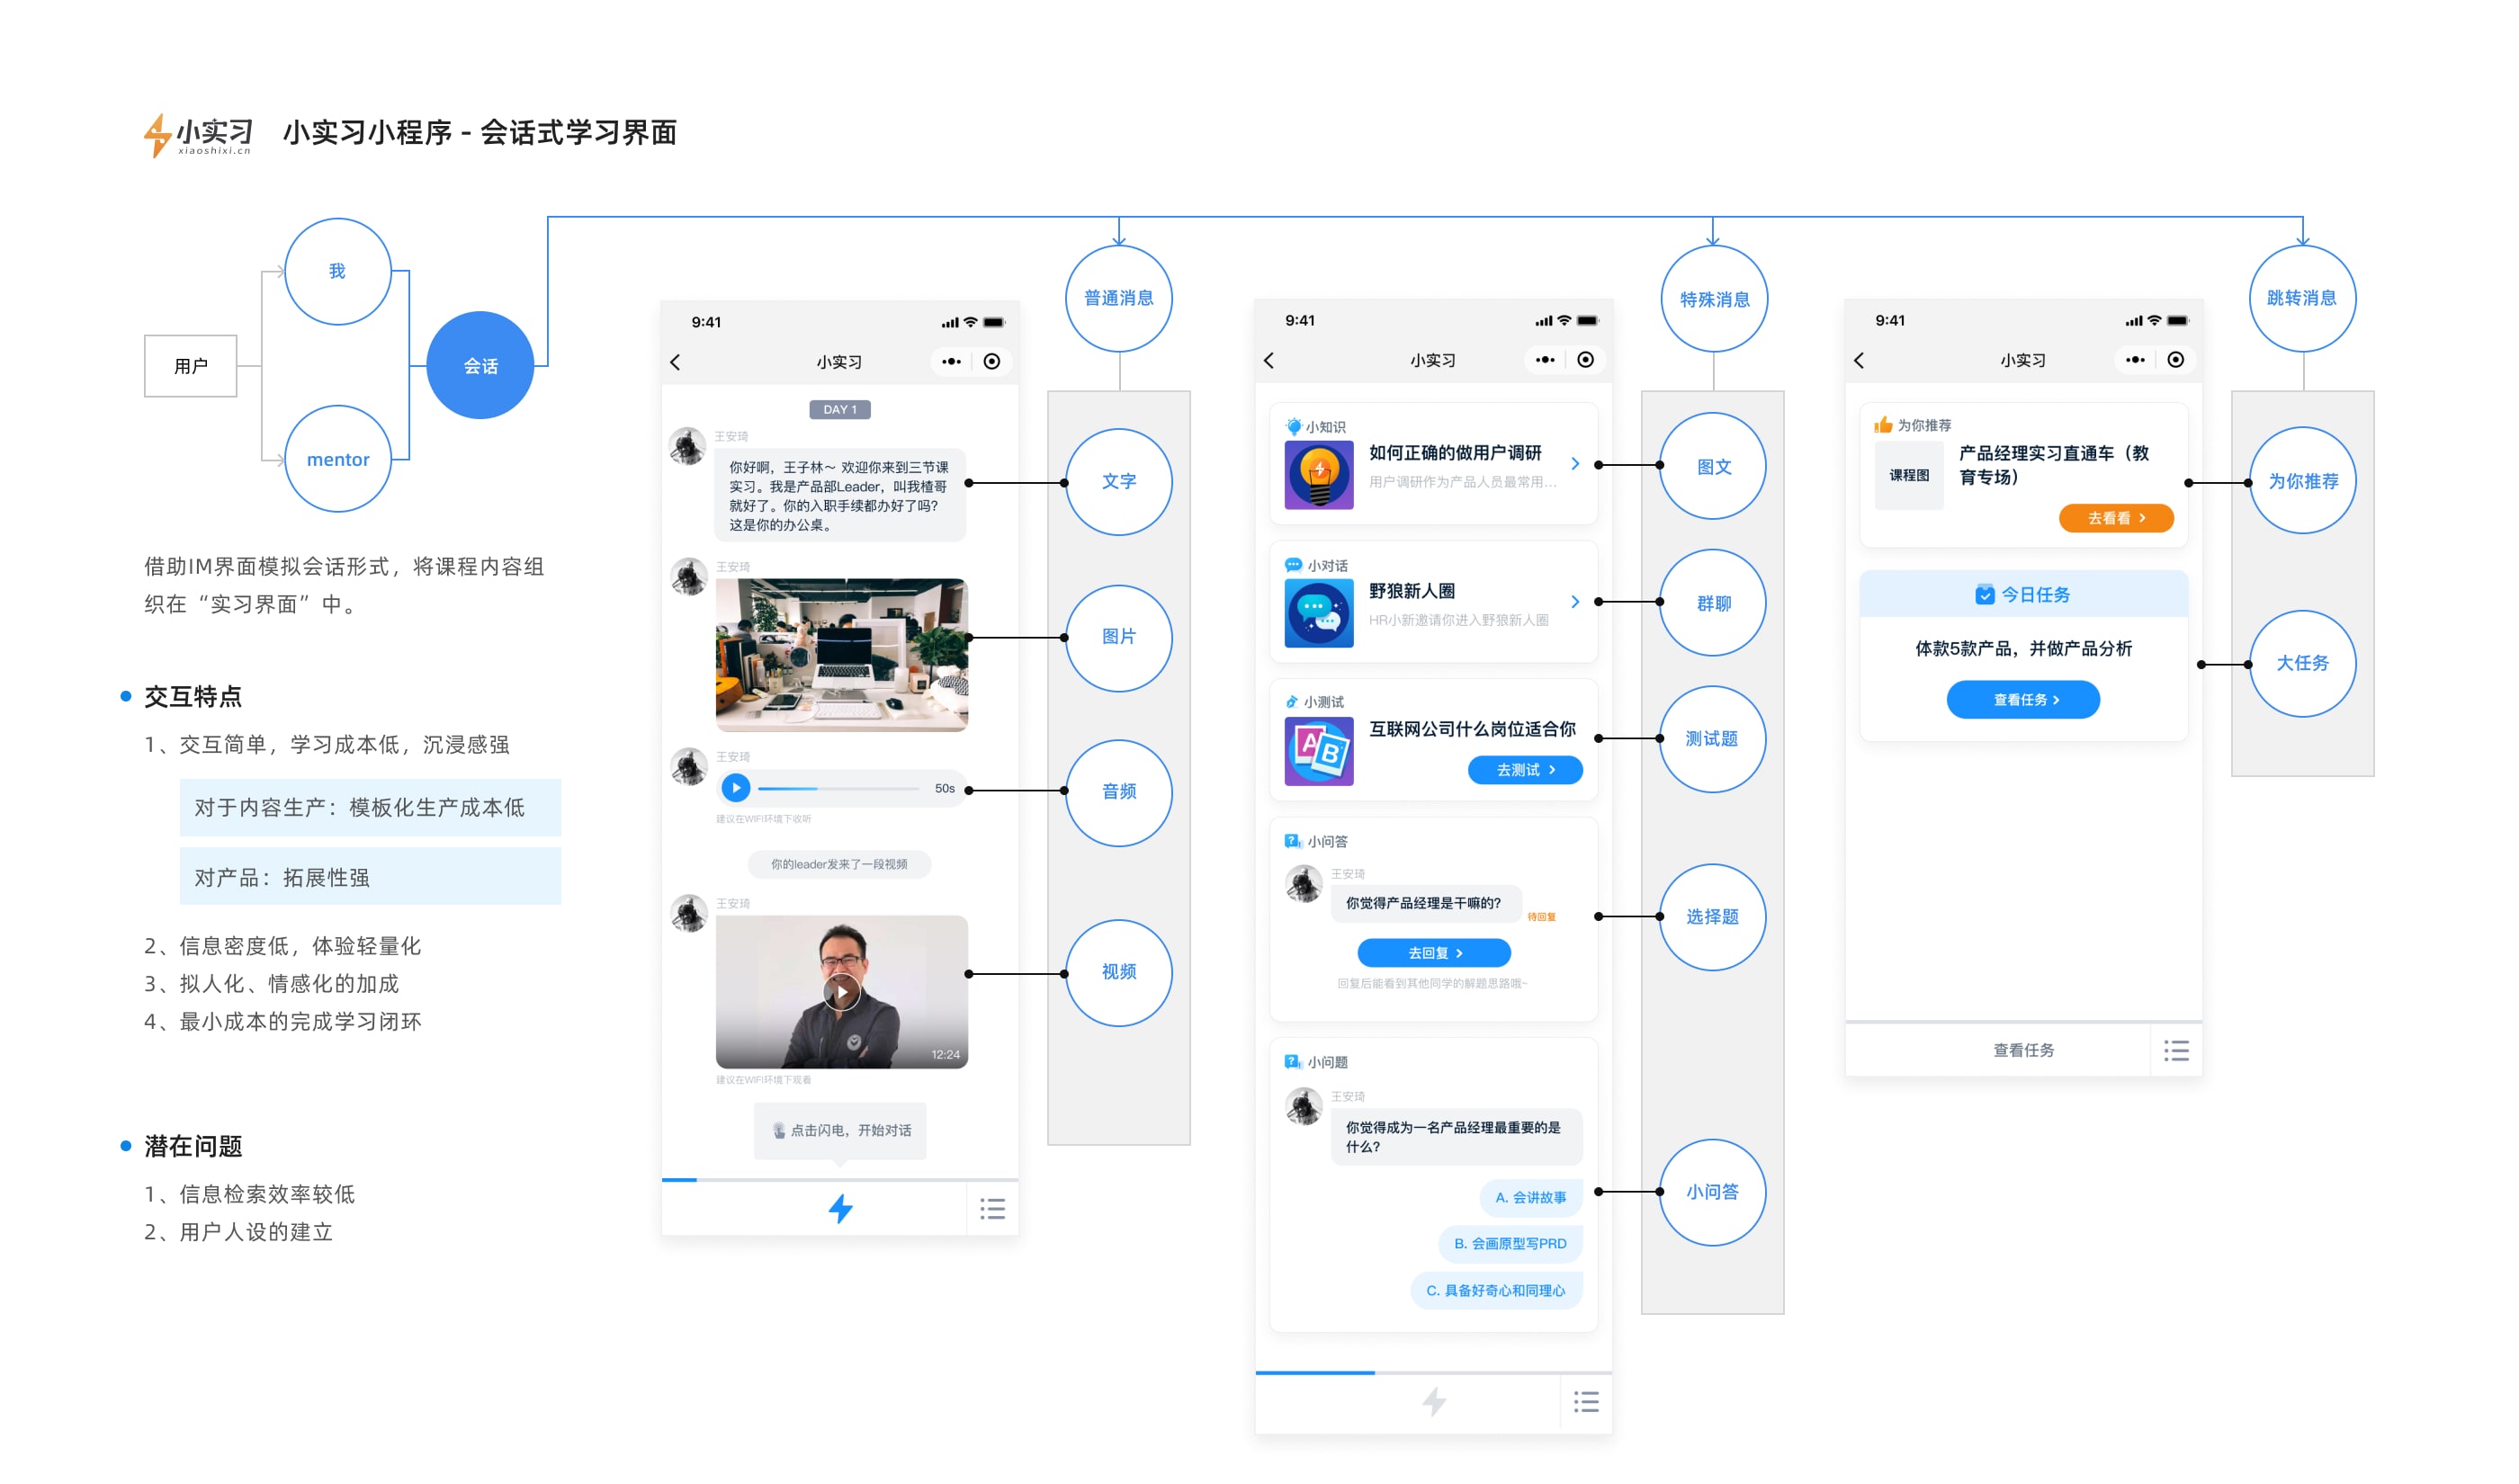 小实习
xiaoshixi.cn
小实习小程序 - 会话式学习界面
用户
我
mentor
会话
借助IM界面模拟会话形式，将课程内容组
织在“实习界面”中。
交互特点
1、交互简单，学习成本低，沉浸感强
对于内容生产：模板化生产成本低
对产品：拓展性强
2、信息密度低，体验轻量化
3、拟人化、情感化的加成
4、最小成本的完成学习闭环
潜在问题
1、信息检索效率较低
2、用户人设的建立
9:41
小实习
DAY 1
王安琦
你好啊，王子林～ 欢迎你来到三节课
实习。我是产品部Leader，叫我楂哥
就好了。你的入职手续都办好了吗？
这是你的办公桌。
王安琦
王安琦
50s
建议在WIFI环境下收听
你的leader发来了一段视频
王安琦
12:24
建议在WIFI环境下观看
点击闪电，开始对话
普通消息
文字
图片
音频
视频
9:41
小实习
小知识
如何正确的做用户调研
用户调研作为产品人员最常用...
小对话
野狼新人圈
HR小新邀请你进入野狼新人圈
小测试
A
B
互联网公司什么岗位适合你
去测试
小问答
王安琦
你觉得产品经理是干嘛的？
待回复
去回复
回复后能看到其他同学的解题思路哦~
小问题
王安琦
你觉得成为一名产品经理最重要的是
什么？
A. 会讲故事
B. 会画原型写PRD
C. 具备好奇心和同理心
特殊消息
图文
群聊
测试题
选择题
小问答
9:41
小实习
为你推荐
课程图
产品经理实习直通车（教
育专场）
去看看
今日任务
体款5款产品，并做产品分析
查看任务
查看任务
跳转消息
为你推荐
大任务